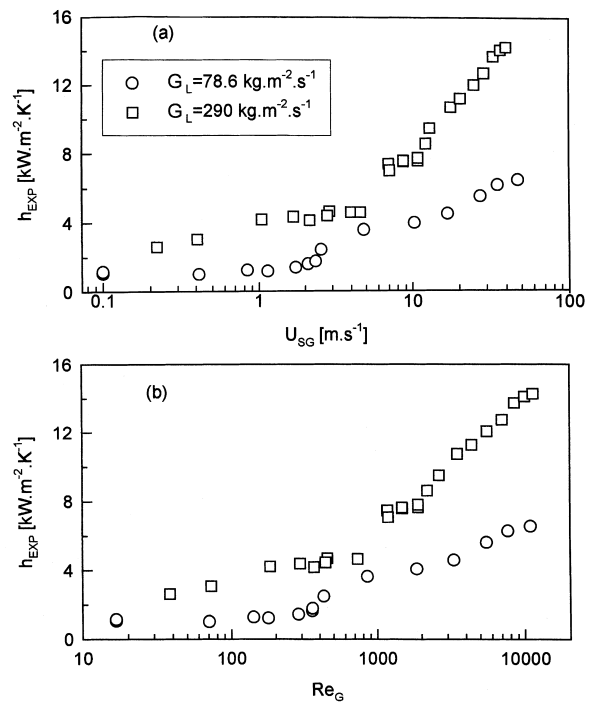 16
(a)
○ G_L=78.6 kg.m⁻².s⁻¹
□ G_L=290 kg.m⁻².s⁻¹
12
8
4
0
h_EXP [kW.m⁻².K⁻¹]
0.1 1 10 100
U_SG [m.s⁻¹]
16
(b)
12
8
4
0
h_EXP [kW.m⁻².K⁻¹]
10 100 1000 10000
Re_G